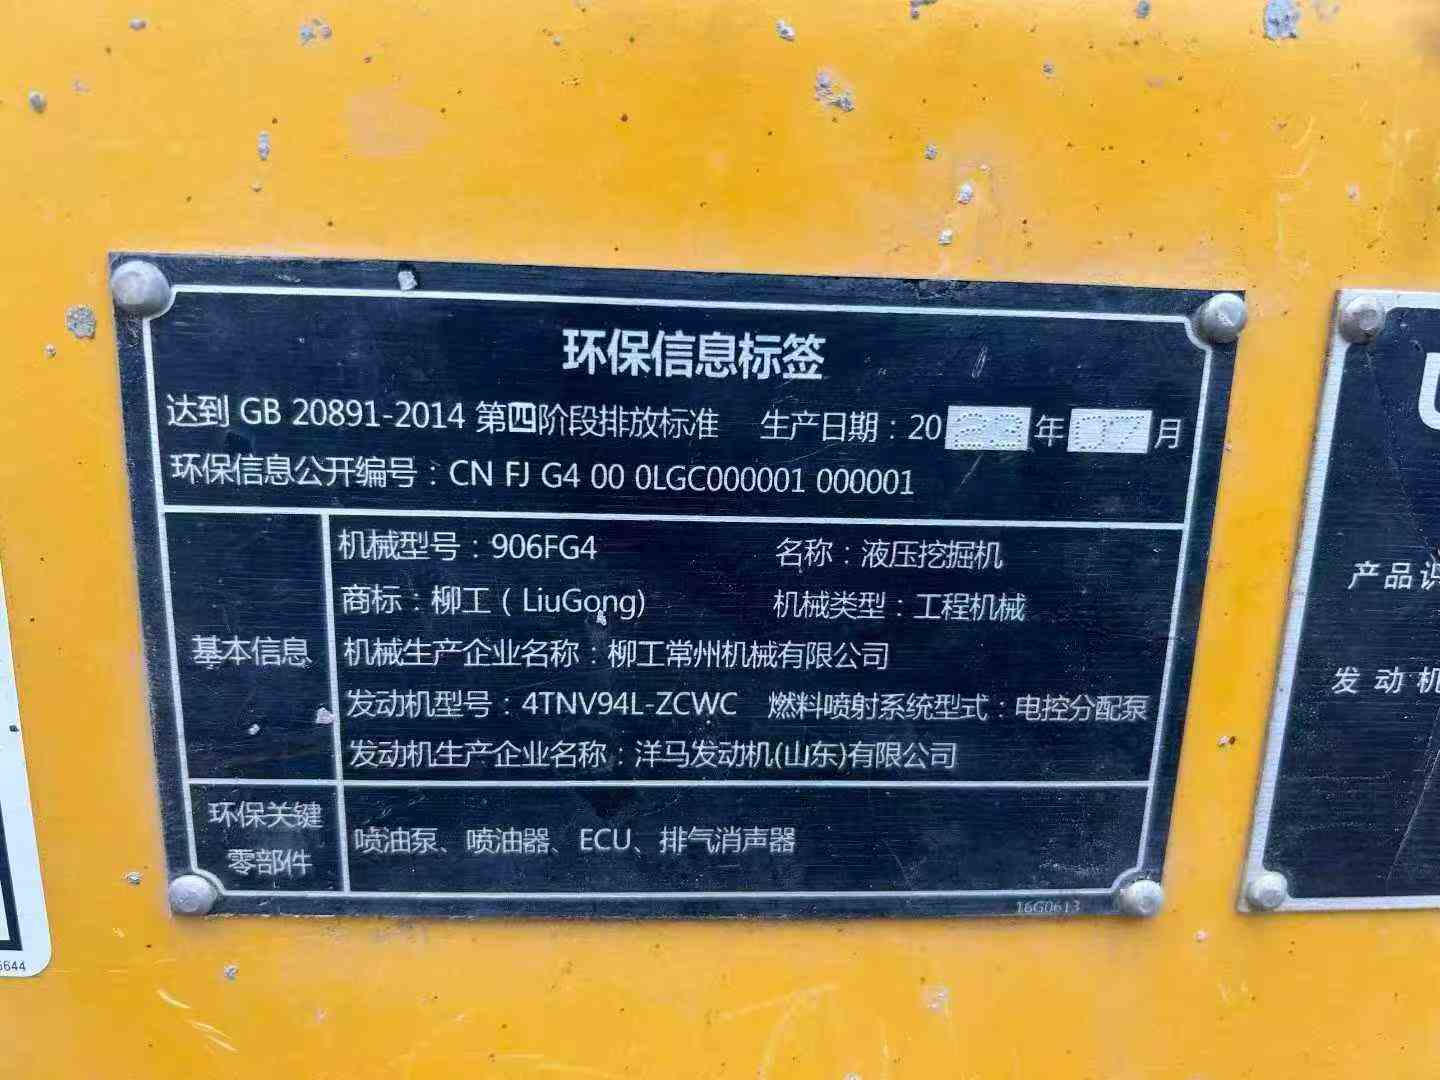 环保信息标签
达到 GB 20891-2014 第四阶段排放标准 生产日期：2023年07月
环保信息公开编号：CN FJ G4 00 0LGC000001 000001
基本信息
机械型号：906FG4 名称：液压挖掘机
商标：柳工（LiuGong) 机械类型：工程机械
机械生产企业名称：柳工常州机械有限公司
发动机型号：4TNV94L-ZCWC 燃料喷射系统型式：电控分配泵
发动机生产企业名称：洋马发动机(山东)有限公司
环保关键
零部件
喷油泵、喷油器、ECU、排气消声器
16G0613
产品识
发动机
5644